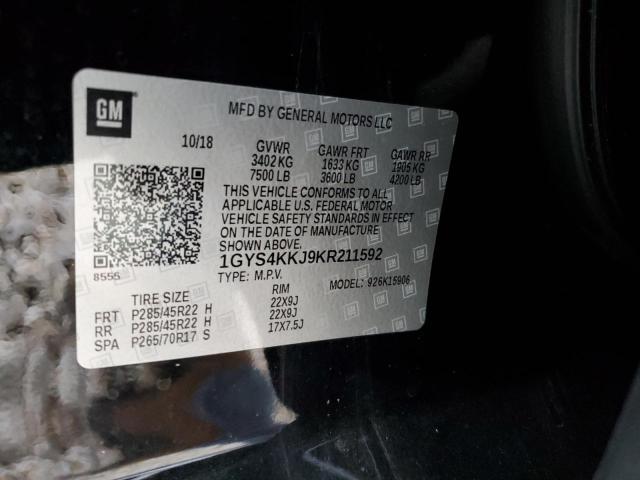 GM
MFD BY GENERAL MOTORS LLC
10/18 GVWR GAWR FRT GAWR RR
3402 KG 1633 KG 1905 KG
7500 LB 3600 LB 4200 LB
THIS VEHICLE CONFORMS TO ALL
APPLICABLE U.S. FEDERAL MOTOR
VEHICLE SAFETY STANDARDS IN EFFECT
ON THE DATE OF MANUFACTURE
SHOWN ABOVE.
1GYS4KKJ9KR211592
8555 TYPE: M.P.V. MODEL: 926K15906
TIRE SIZE RIM
FRT P285/45R22 H 22X9J
RR P285/45R22 H 22X9J
SPA P265/70R17 S 17X7.5J